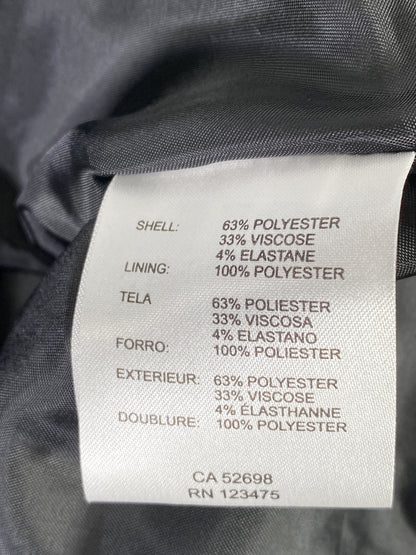 SHELL: 63% POLYESTER
33% VISCOSE
4% ELASTANE
LINING: 100% POLYESTER
TELA 63% POLIESTER
33% VISCOSA
4% ELASTANO
FORRO: 100% POLIESTER
EXTERIEUR: 63% POLYESTER
33% VISCOSE
4% ÉLASTHANNE
DOUBLURE: 100% POLYESTER
CA 52698
RN 123475